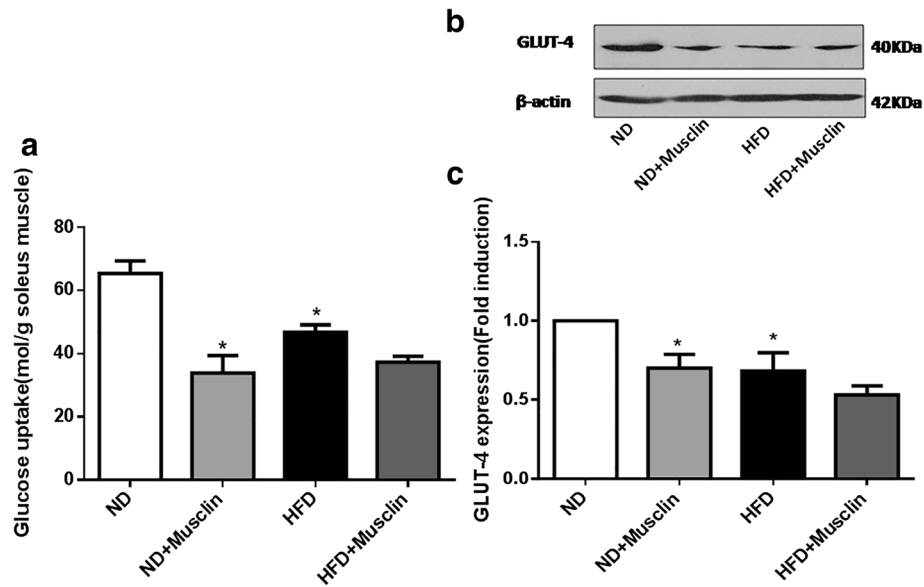 b
GLUT-4
40KDa
β-actin
42KDa
ND
ND+Musclin
HFD
HFD+Musclin
a
Glucose uptake(mol/g soleus muscle)
80
60
40
20
0
*
*
ND
ND+Musclin
HFD
HFD+Musclin
c
GLUT-4 expression(Fold induction)
1.5
1.0
0.5
0.0
*
*
ND
ND+Musclin
HFD
HFD+Musclin